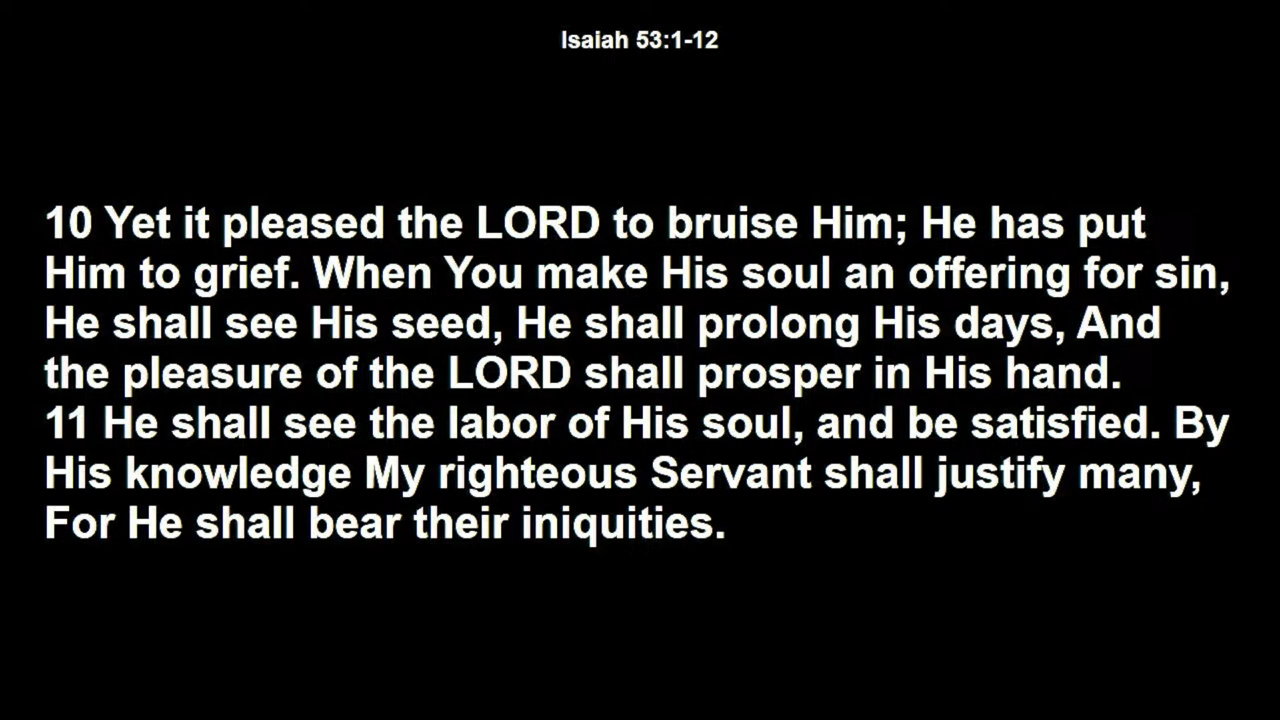 Isaiah 53:1-12
10 Yet it pleased the LORD to bruise Him; He has put
Him to grief. When You make His soul an offering for sin,
He shall see His seed, He shall prolong His days, And
the pleasure of the LORD shall prosper in His hand.
11 He shall see the labor of His soul, and be satisfied. By
His knowledge My righteous Servant shall justify many,
For He shall bear their iniquities.